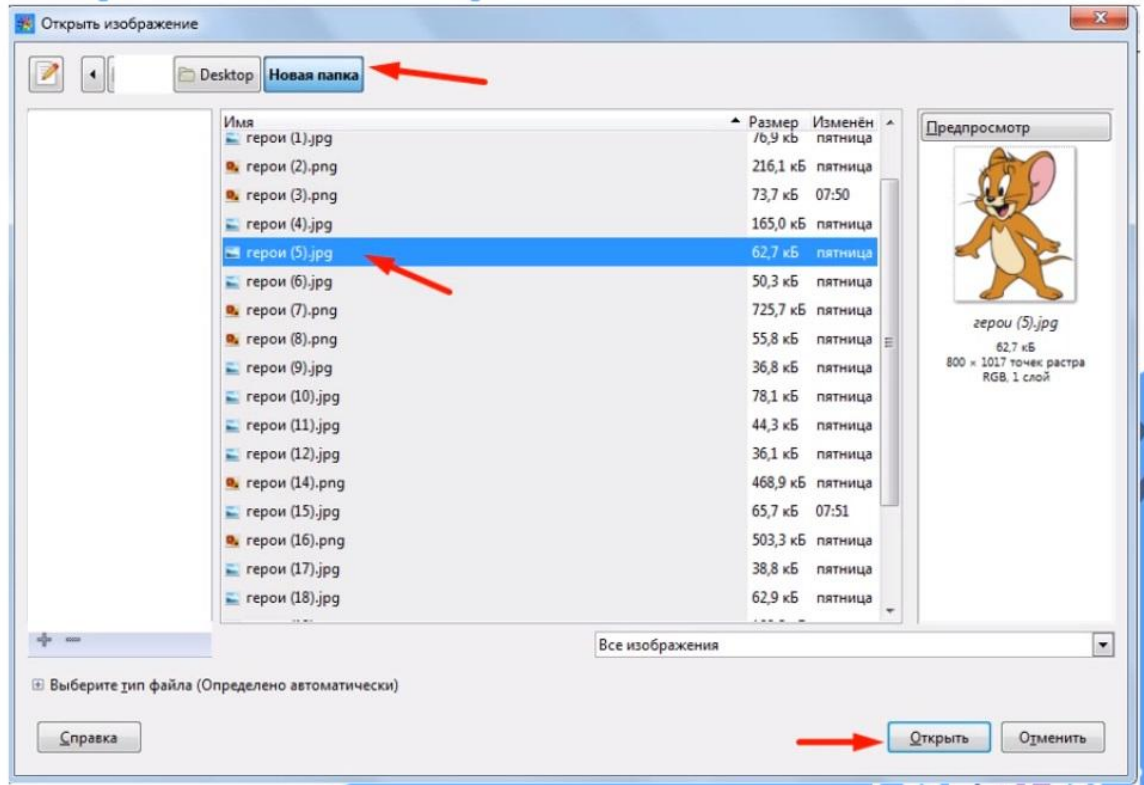 Открыть изображение
Desktop Новая папка
Имя Размер Изменён
герои (1).jpg 76,9 кБ пятница
герои (2).png 216,1 кБ пятница
герои (3).png 73,7 кБ 07:50
герои (4).jpg 165,0 кБ пятница
герои (5).jpg 62,7 кБ пятница
герои (6).jpg 50,3 кБ пятница
герои (7).png 725,7 кБ пятница
герои (8).png 55,8 кБ пятница
герои (9).jpg 36,8 кБ пятница
герои (10).jpg 78,1 кБ пятница
герои (11).jpg 44,3 кБ пятница
герои (12).jpg 36,1 кБ пятница
герои (14).png 468,9 кБ пятница
герои (15).jpg 65,7 кБ 07:51
герои (16).png 503,3 кБ пятница
герои (17).jpg 38,8 кБ пятница
герои (18).jpg 62,9 кБ пятница
Предпросмотр
герои (5).jpg
62,7 кБ
800 × 1017 точек растра
RGB, 1 слой
Все изображения
Выберите тип файла (Определено автоматически)
Справка
Открыть
Отменить